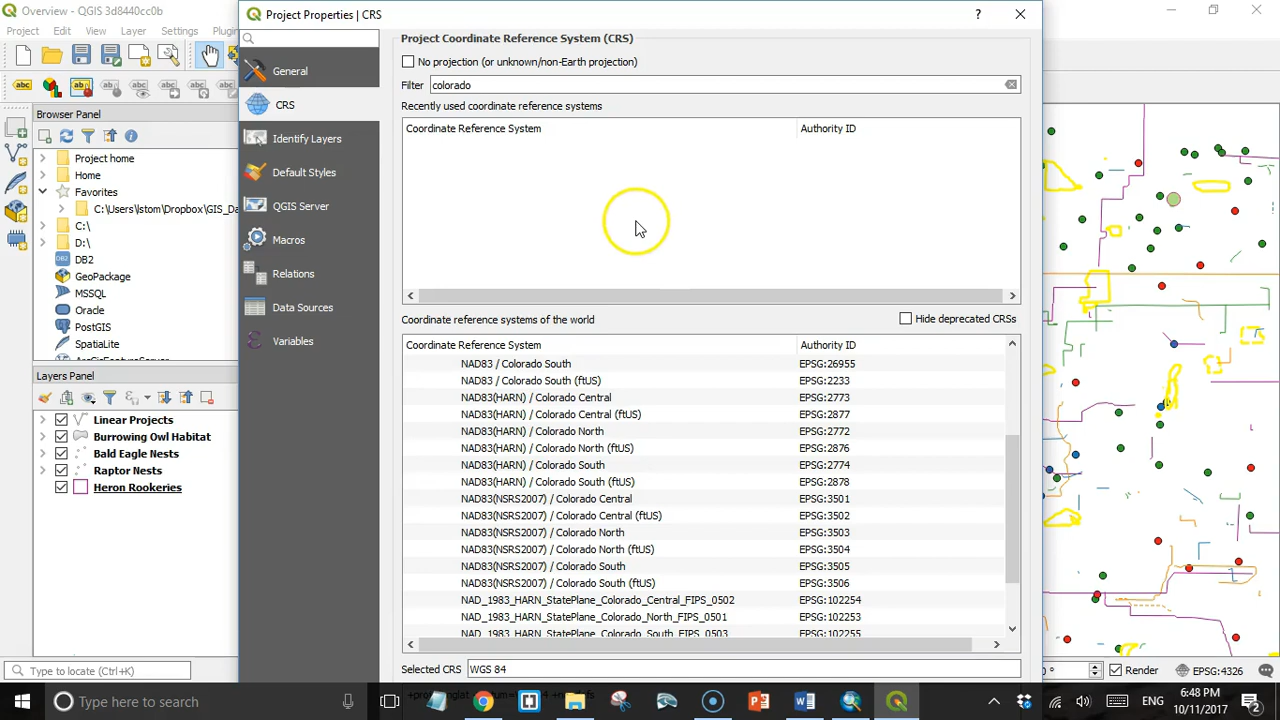 Overview - QGIS 3d8440cc0b
Project Edit View Layer Settings Plugin
Project Properties | CRS
?
General
CRS
Identify Layers
Default Styles
QGIS Server
Macros
Relations
Data Sources
Variables
Project Coordinate Reference System (CRS)
No projection (or unknown/non-Earth projection)
Filter colorado
Recently used coordinate reference systems
Coordinate Reference System Authority ID
Coordinate reference systems of the world
Hide deprecated CRSs
Coordinate Reference System Authority ID
NAD83 / Colorado South EPSG:26955
NAD83 / Colorado South (ftUS) EPSG:2233
NAD83(HARN) / Colorado Central EPSG:2773
NAD83(HARN) / Colorado Central (ftUS) EPSG:2877
NAD83(HARN) / Colorado North EPSG:2772
NAD83(HARN) / Colorado North (ftUS) EPSG:2876
NAD83(HARN) / Colorado South EPSG:2774
NAD83(HARN) / Colorado South (ftUS) EPSG:2878
NAD83(NSRS2007) / Colorado Central EPSG:3501
NAD83(NSRS2007) / Colorado Central (ftUS) EPSG:3502
NAD83(NSRS2007) / Colorado North EPSG:3503
NAD83(NSRS2007) / Colorado North (ftUS) EPSG:3504
NAD83(NSRS2007) / Colorado South EPSG:3505
NAD83(NSRS2007) / Colorado South (ftUS) EPSG:3506
NAD_1983_HARN_StatePlane_Colorado_Central_FIPS_0502 EPSG:102254
NAD_1983_HARN_StatePlane_Colorado_North_FIPS_0501 EPSG:102253
NAD_1983_HARN_StatePlane_Colorado_South_FIPS_0503 EPSG:102255
Selected CRS WGS 84
abc abc abc
Browser Panel
Project home
Home
Favorites
C:\Users\lstom\Dropbox\GIS_Da
C:\
D:\
DB2
GeoPackage
MSSQL
Oracle
PostGIS
SpatiaLite
ArcGisFeatureServer
Layers Panel
Linear Projects
Burrowing Owl Habitat
Bald Eagle Nests
Raptor Nests
Heron Rookeries
Type to locate (Ctrl+K)
0 ° Render EPSG:4326
Type here to search
ENG
6:48 PM
10/11/2017
2